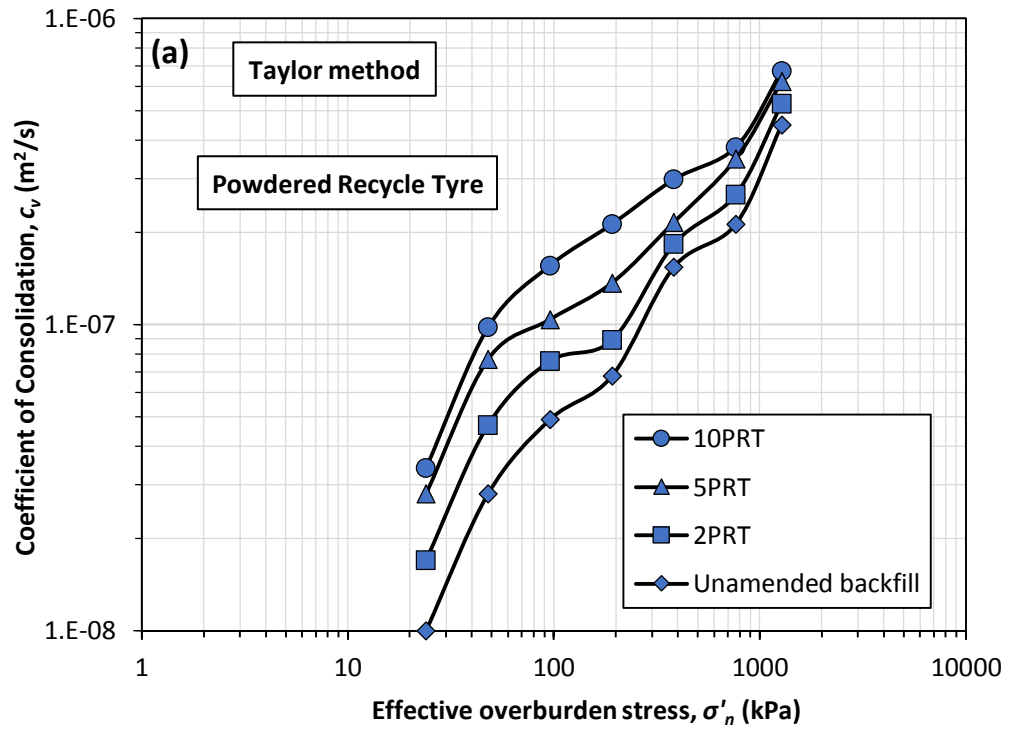 1.E-06
(a)
Taylor method
Powdered Recycle Tyre
Coefficient of Consolidation, cᵥ (m²/s)
1.E-07
10PRT
5PRT
2PRT
Unamended backfill
1.E-08
1 10 100 1000 10000
Effective overburden stress, σ'ₙ (kPa)